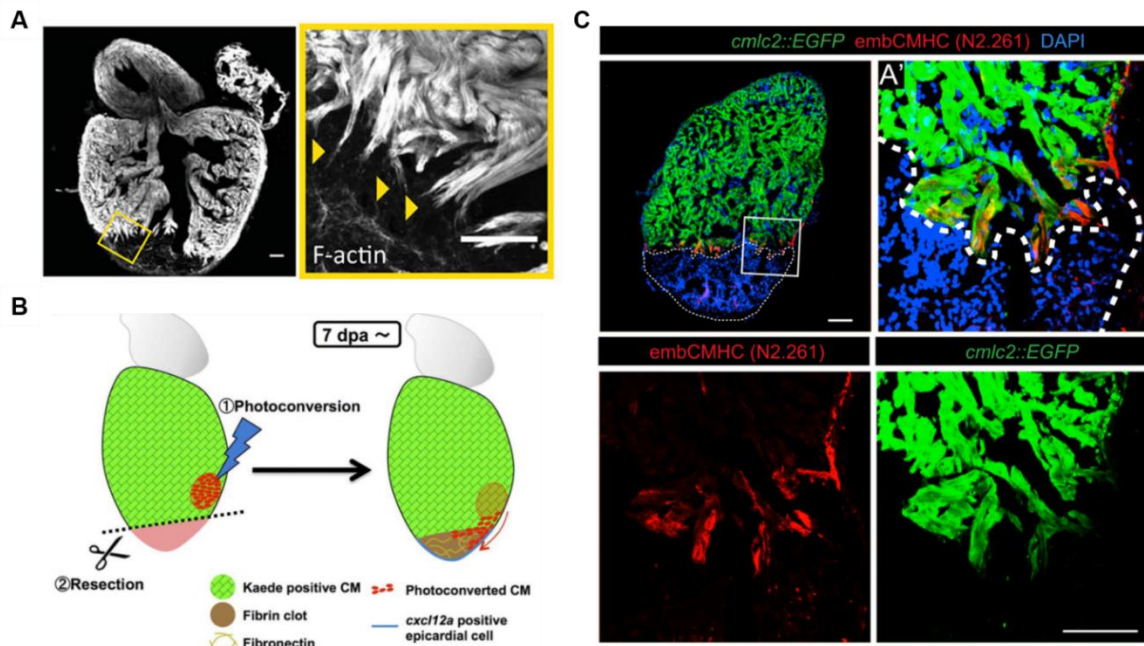 A
F-actin
B
7 dpa ~
①Photoconversion
②Resection
Kaede positive CM
Fibrin clot
Fibronectin
Photoconverted CM
cxcl12a positive
epicardial cell
C
cmlc2::EGFP embCMHC (N2.261) DAPI
A'
embCMHC (N2.261)
cmlc2::EGFP